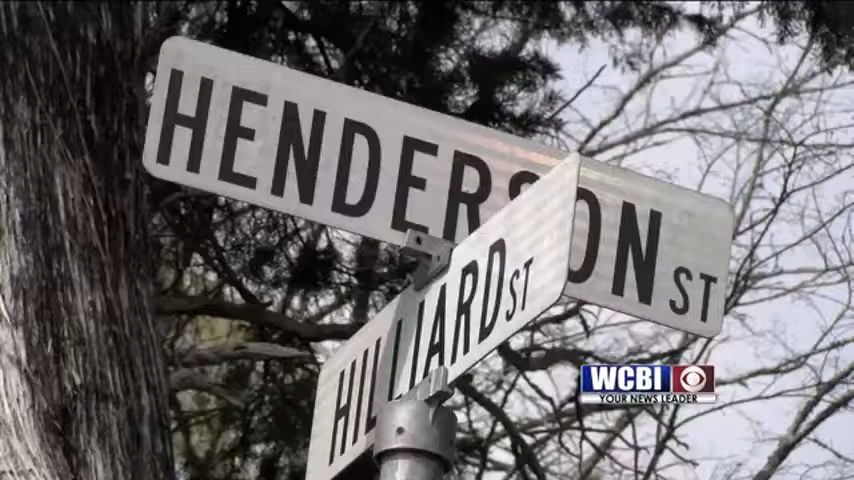 HENDERSON ST
HILLIARD ST
WCBI
YOUR NEWS LEADER